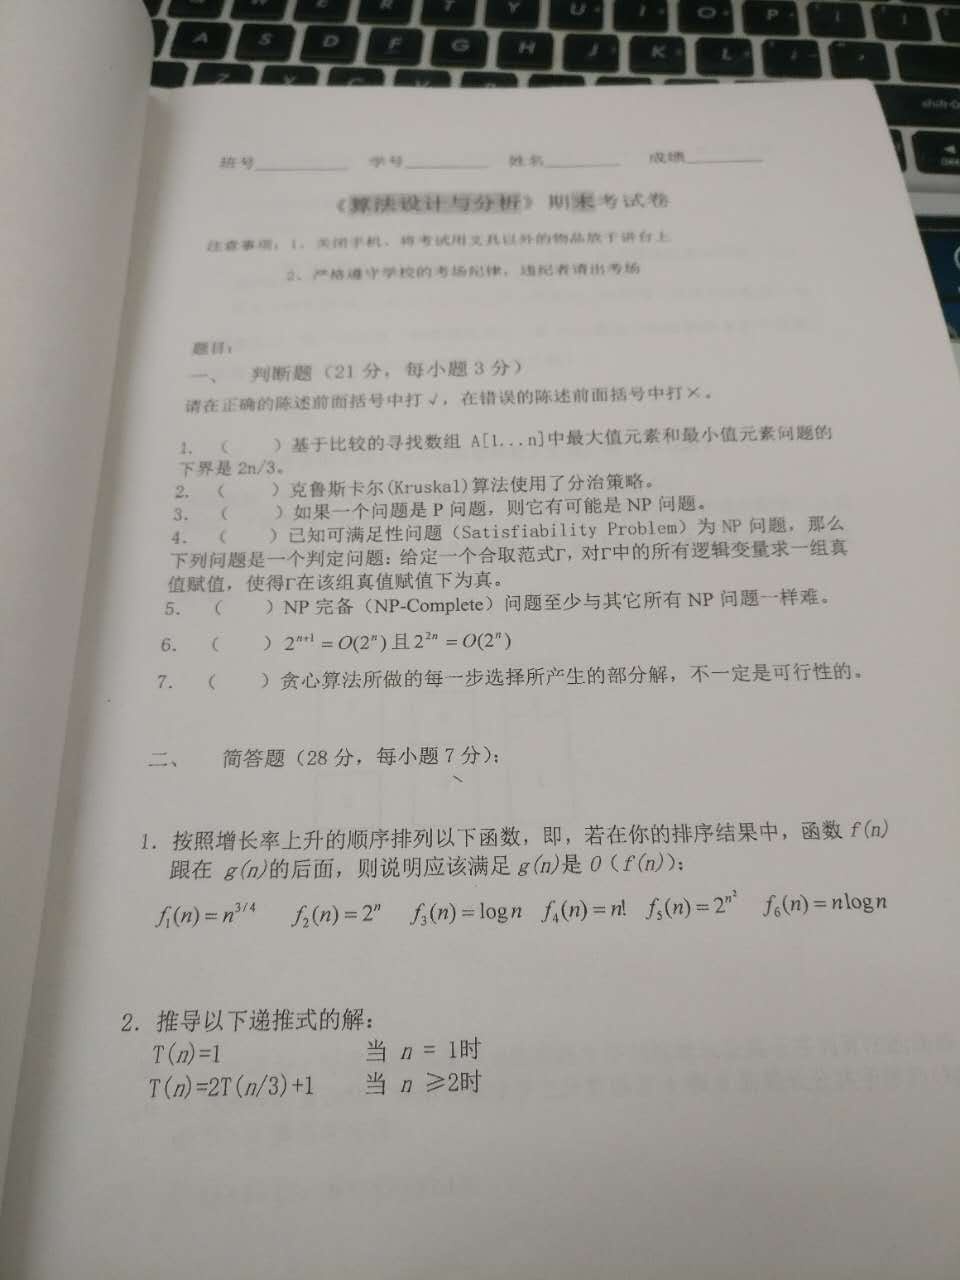 班号________ 学号________ 姓名________ 成绩________
《算法设计与分析》期末考试卷
注意事项：1、关闭手机、将考试用文具以外的物品放于讲台上
2、严格遵守学校的考场纪律，违纪者请出考场
题目：
一、 判断题（21 分，每小题 3 分）
请在正确的陈述前面括号中打√，在错误的陈述前面括号中打×。
1. （ ）基于比较的寻找数组 A[1...n]中最大值元素和最小值元素问题的
下界是 2n/3。
2. （ ）克鲁斯卡尔(Kruskal)算法使用了分治策略。
3. （ ）如果一个问题是 P 问题，则它有可能是 NP 问题。
4. （ ）已知可满足性问题（Satisfiability Problem）为 NP 问题，那么
下列问题是一个判定问题：给定一个合取范式Γ，对Γ中的所有逻辑变量求一组真
值赋值，使得Γ在该组真值赋值下为真。
5. （ ）NP 完备（NP-Complete）问题至少与其它所有 NP 问题一样难。
6. （ ）2ⁿ⁺¹ = O(2ⁿ) 且 2²ⁿ = O(2ⁿ)
7. （ ）贪心算法所做的每一步选择所产生的部分解，不一定是可行性的。
二、 简答题（28 分，每小题 7 分）；
1. 按照增长率上升的顺序排列以下函数，即，若在你的排序结果中，函数 f(n)
跟在 g(n)的后面，则说明应该满足 g(n)是 O（f(n)）；
f₁(n) = n^{3/4} f₂(n) = 2ⁿ f₃(n) = log n f₄(n) = n! f₅(n) = 2^{n²} f₆(n) = n log n
2. 推导以下递推式的解：
T(n)=1 当 n = 1时
T(n)=2T(n/3)+1 当 n ≥2时
A S D F G H J K L
T Y U I O P
Z X
shift